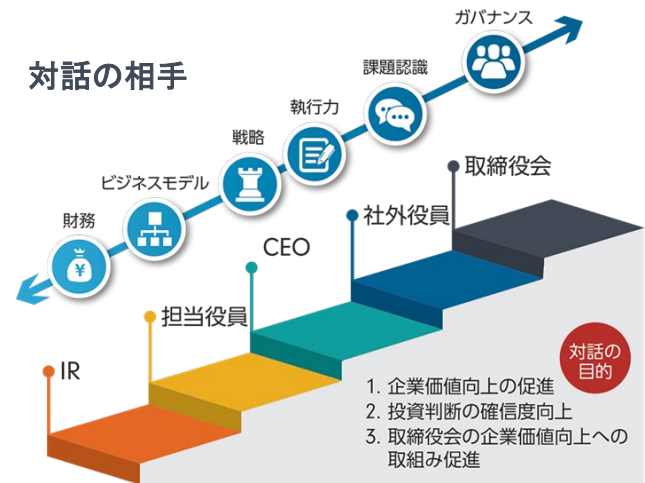 対話の相手
ガバナンス
課題認識
執行力
戦略
ビジネスモデル
財務
¥
取締役会
社外役員
CEO
担当役員
IR
対話の
目的
1. 企業価値向上の促進
2. 投資判断の確信度向上
3. 取締役会の企業価値向上への
取組み促進